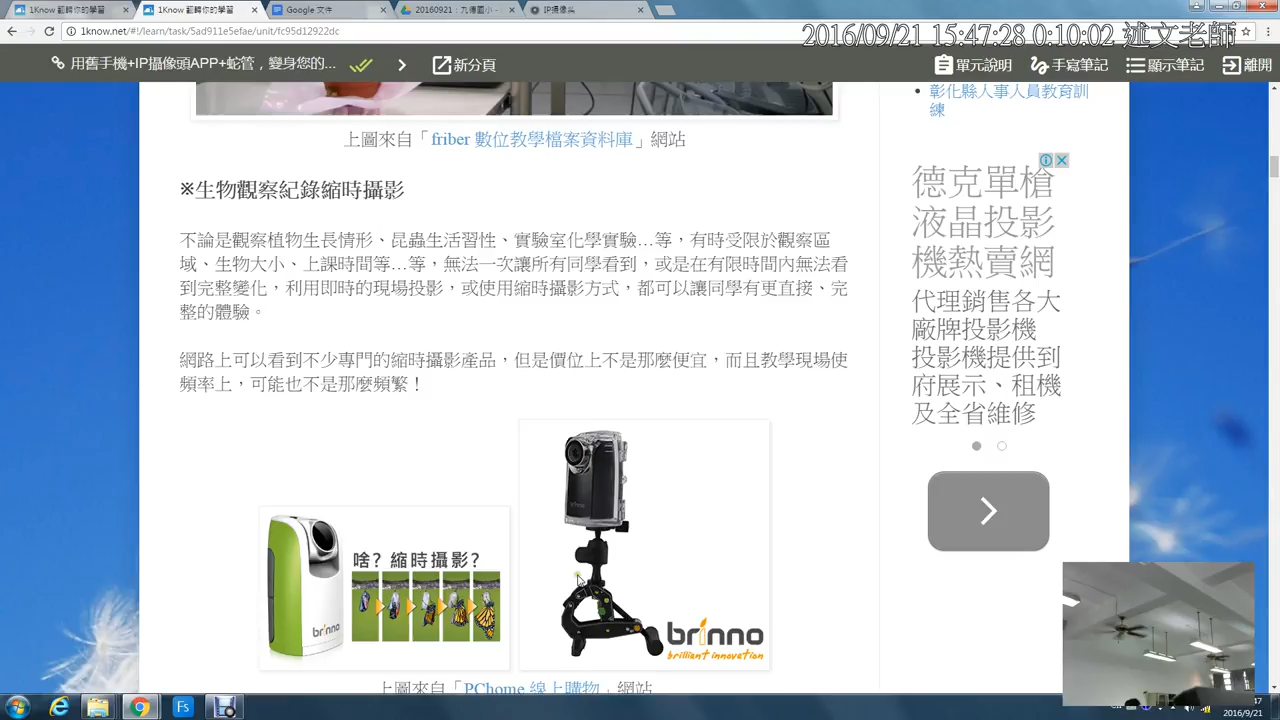 1Know 翻轉你的學習
1Know 翻轉你的學習
Google 文件
20160921：九德國小 -
IP摄像头
1know.net/#!/learn/task/5ad911e5efae/unit/fc95d12922dc
2016/09/21 15:47:28 0:10:02 述文老師
用舊手機+IP攝像頭APP+蛇管，變身您的...
新分頁
單元說明
手寫筆記
顯示筆記
離開
彰化縣人事人員教育訓
練
上圖來自「friber 數位教學檔案資料庫」網站
※生物觀察紀錄縮時攝影
不論是觀察植物生長情形、昆蟲生活習性、實驗室化學實驗...等，有時受限於觀察區
域、生物大小、上課時間等...等，無法一次讓所有同學看到，或是在有限時間內無法看
到完整變化，利用即時的現場投影，或使用縮時攝影方式，都可以讓同學有更直接、完
整的體驗。
網路上可以看到不少專門的縮時攝影產品，但是價位上不是那麼便宜，而且教學現場使
頻率上，可能也不是那麼頻繁！
德克單槍
液晶投影
機熱賣網
代理銷售各大
廠牌投影機
投影機提供到
府展示、租機
及全省維修
啥？縮時攝影？
brinno
brinno
brilliant innovation
上圖來自「PChome 線上購物」網站
Fs
2016/9/21